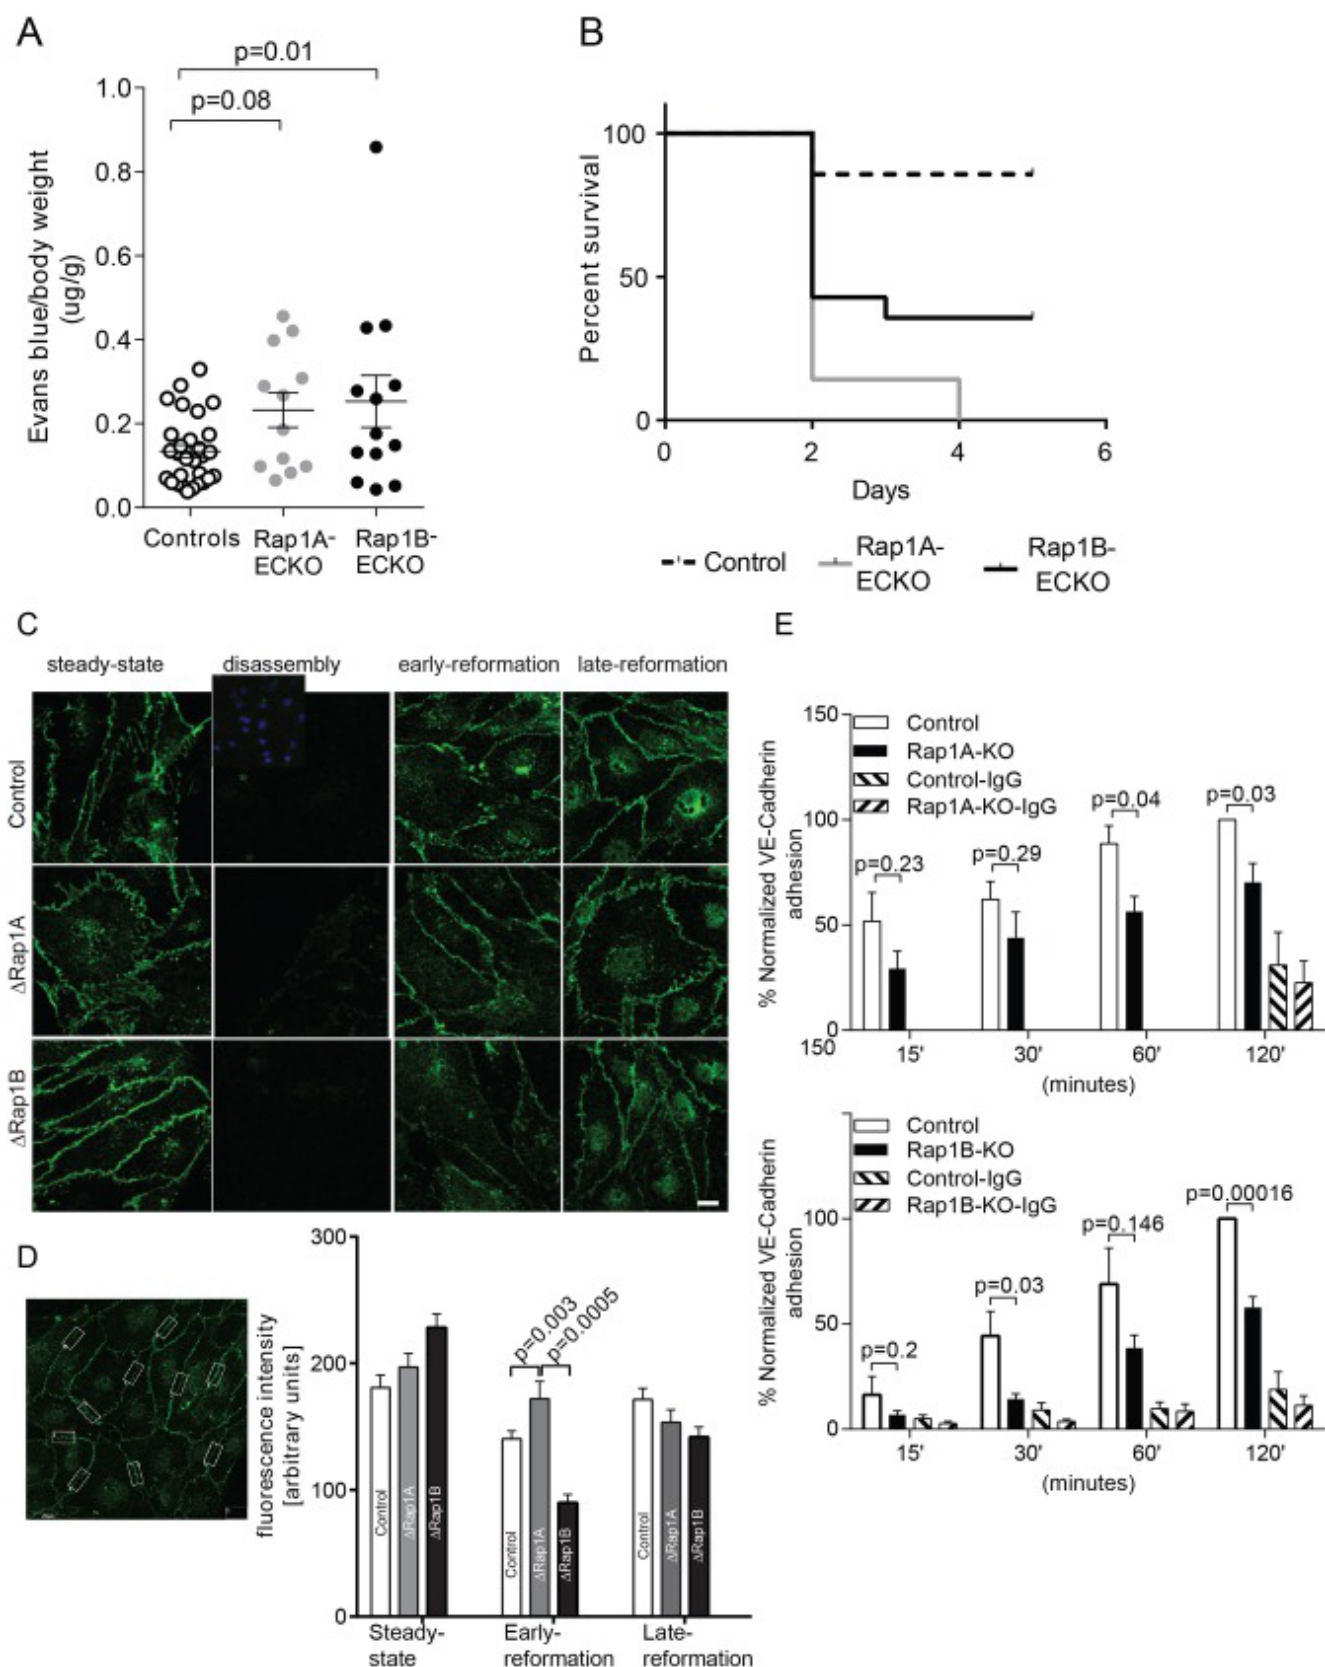 A
p=0.01
p=0.08
1.0
0.8
0.6
0.4
0.2
0.0
Evans blue/body weight
(ug/g)
Controls
Rap1A-
ECKO
Rap1B-
ECKO
B
Percent survival
100
50
0
0 2 4 6
Days
Control
Rap1A-
ECKO
Rap1B-
ECKO
C
steady-state disassembly early-reformation late-reformation
Control
ΔRap1A
ΔRap1B
D
fluorescence intensity
[arbitrary units]
300
200
100
0
p=0.003
p=0.0005
Control
ΔRap1A
ΔRap1B
Control
ΔRap1A
ΔRap1B
Control
ΔRap1A
ΔRap1B
Steady-
state
Early-
reformation
Late-
reformation
E
% Normalized VE-Cadherin
adhesion
150
100
50
0
Control
Rap1A-KO
Control-IgG
Rap1A-KO-IgG
p=0.23
p=0.29
p=0.04
p=0.03
15' 30' 60' 120'
(minutes)
% Normalized VE-Cadherin
adhesion
150
100
50
0
Control
Rap1B-KO
Control-IgG
Rap1B-KO-IgG
p=0.2
p=0.03
p=0.146
p=0.00016
15' 30' 60' 120'
(minutes)